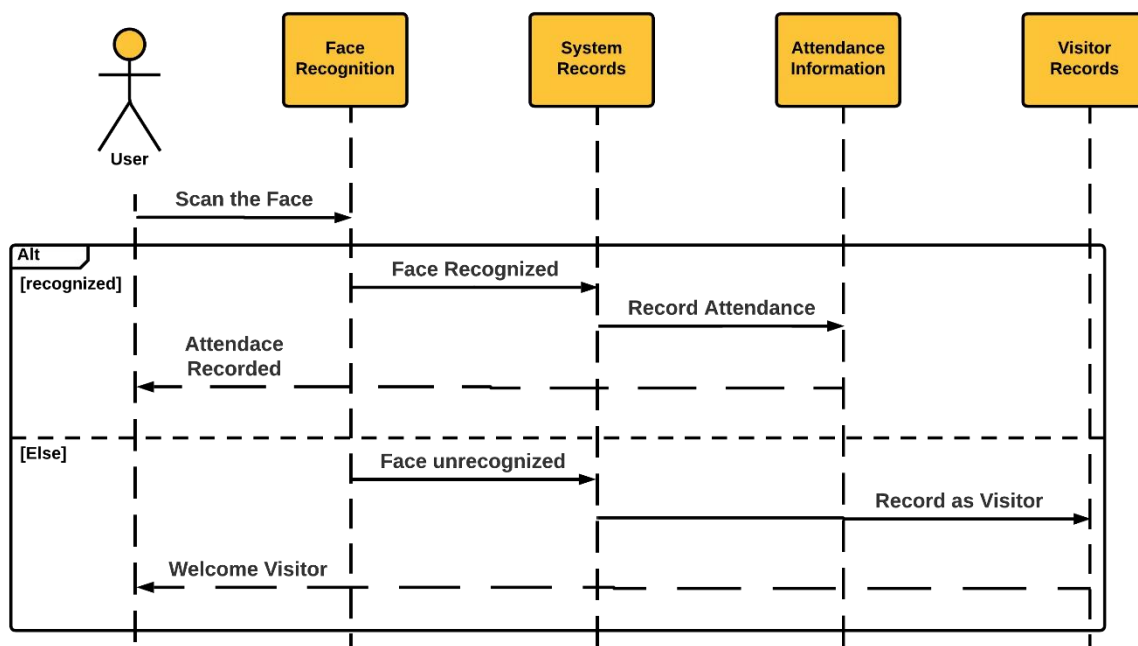 Face
Recognition
System
Records
Attendance
Information
Visitor
Records
User
Scan the Face
Alt
[recognized]
Face Recognized
Record Attendance
Attendace
Recorded
[Else]
Face unrecognized
Record as Visitor
Welcome Visitor